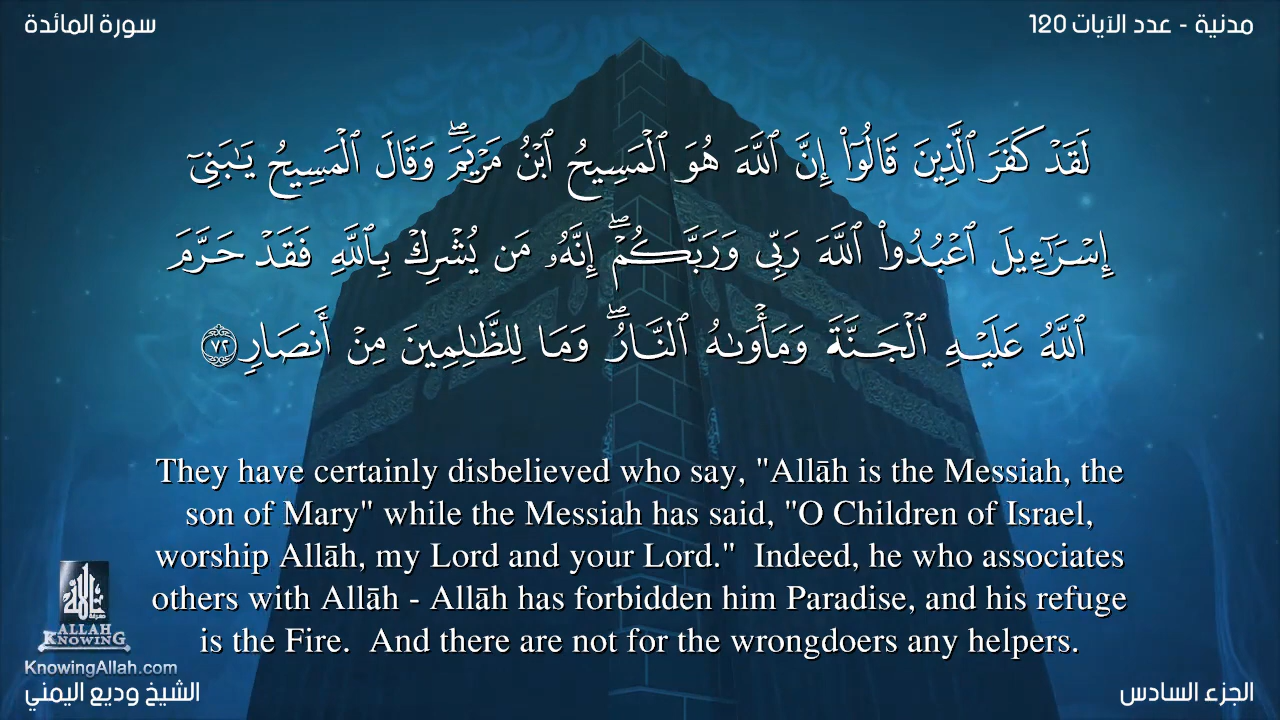 سورة المائدة
مدنية - عدد الآيات 120
لَقَدْ كَفَرَ ٱلَّذِينَ قَالُوٓا۟ إِنَّ ٱللَّهَ هُوَ ٱلْمَسِيحُ ٱبْنُ مَرْيَمَ ۖ وَقَالَ ٱلْمَسِيحُ يَـٰبَنِىٓ
إِسْرَٰٓءِيلَ ٱعْبُدُوا۟ ٱللَّهَ رَبِّى وَرَبَّكُمْ ۖ إِنَّهُۥ مَن يُشْرِكْ بِٱللَّهِ فَقَدْ حَرَّمَ
ٱللَّهُ عَلَيْهِ ٱلْجَنَّةَ وَمَأْوَىٰهُ ٱلنَّارُ ۖ وَمَا لِلظَّـٰلِمِينَ مِنْ أَنصَارٍ ٧٢
They have certainly disbelieved who say, "Allāh is the Messiah, the
son of Mary" while the Messiah has said, "O Children of Israel,
worship Allāh, my Lord and your Lord."  Indeed, he who associates
others with Allāh - Allāh has forbidden him Paradise, and his refuge
is the Fire.  And there are not for the wrongdoers any helpers.
ALLAH
KNOWING
KnowingAllah.com
الشيخ وديع اليمني
الجزء السادس